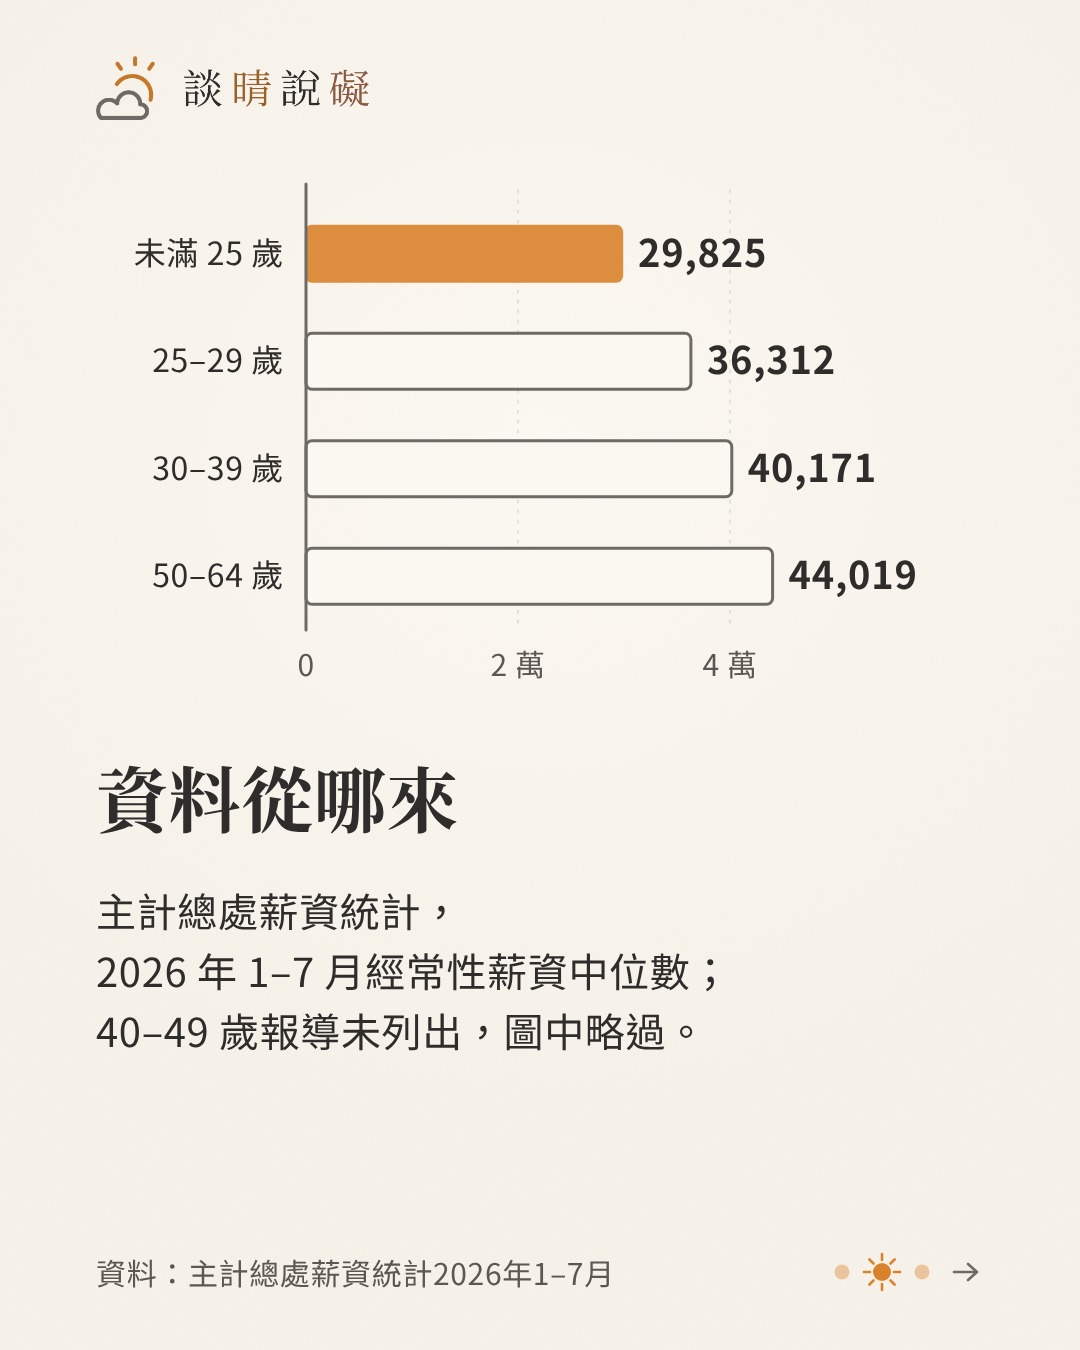 談晴說礙
未滿 25 歲 29,825
25–29 歲 36,312
30–39 歲 40,171
50–64 歲 44,019
0 2 萬 4 萬
資料從哪來
主計總處薪資統計，
2026 年 1–7 月經常性薪資中位數；
40–49 歲報導未列出，圖中略過。
資料：主計總處薪資統計2026年1–7月